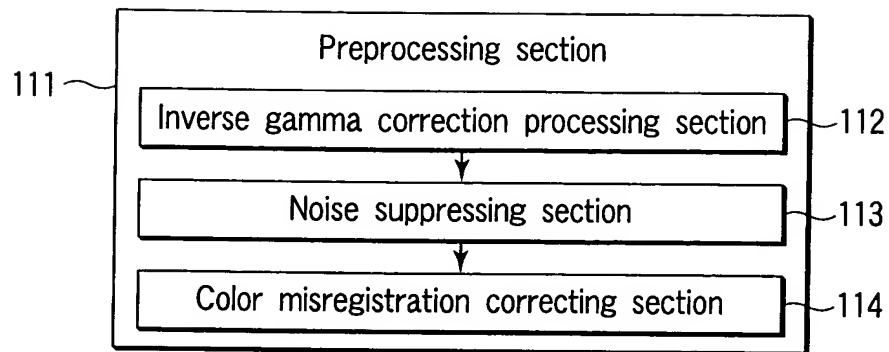 Preprocessing section
111
Inverse gamma correction processing section
112
Noise suppressing section
113
Color misregistration correcting section
114